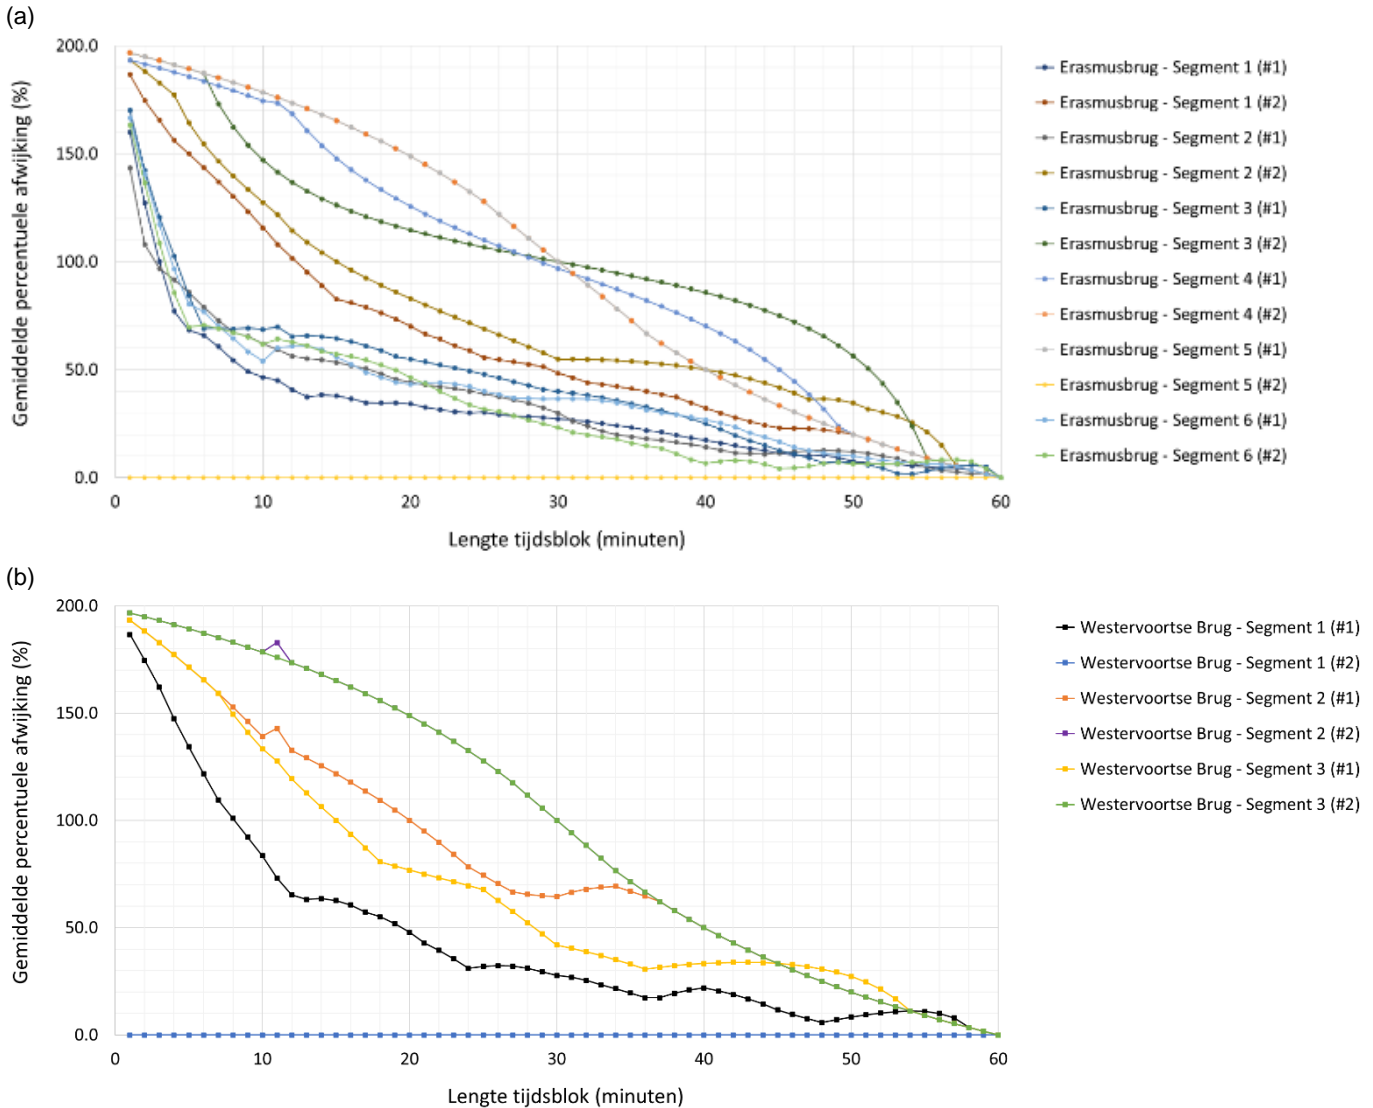 (a)
Gemiddelde percentuele afwijking (%)
200.0
150.0
100.0
50.0
0.0
0 10 20 30 40 50 60
Lengte tijdsblok (minuten)
Erasmusbrug - Segment 1 (#1)
Erasmusbrug - Segment 1 (#2)
Erasmusbrug - Segment 2 (#1)
Erasmusbrug - Segment 2 (#2)
Erasmusbrug - Segment 3 (#1)
Erasmusbrug - Segment 3 (#2)
Erasmusbrug - Segment 4 (#1)
Erasmusbrug - Segment 4 (#2)
Erasmusbrug - Segment 5 (#1)
Erasmusbrug - Segment 5 (#2)
Erasmusbrug - Segment 6 (#1)
Erasmusbrug - Segment 6 (#2)
(b)
Gemiddelde percentuele afwijking (%)
200.0
150.0
100.0
50.0
0.0
0 10 20 30 40 50 60
Lengte tijdsblok (minuten)
Westervoortse Brug - Segment 1 (#1)
Westervoortse Brug - Segment 1 (#2)
Westervoortse Brug - Segment 2 (#1)
Westervoortse Brug - Segment 2 (#2)
Westervoortse Brug - Segment 3 (#1)
Westervoortse Brug - Segment 3 (#2)